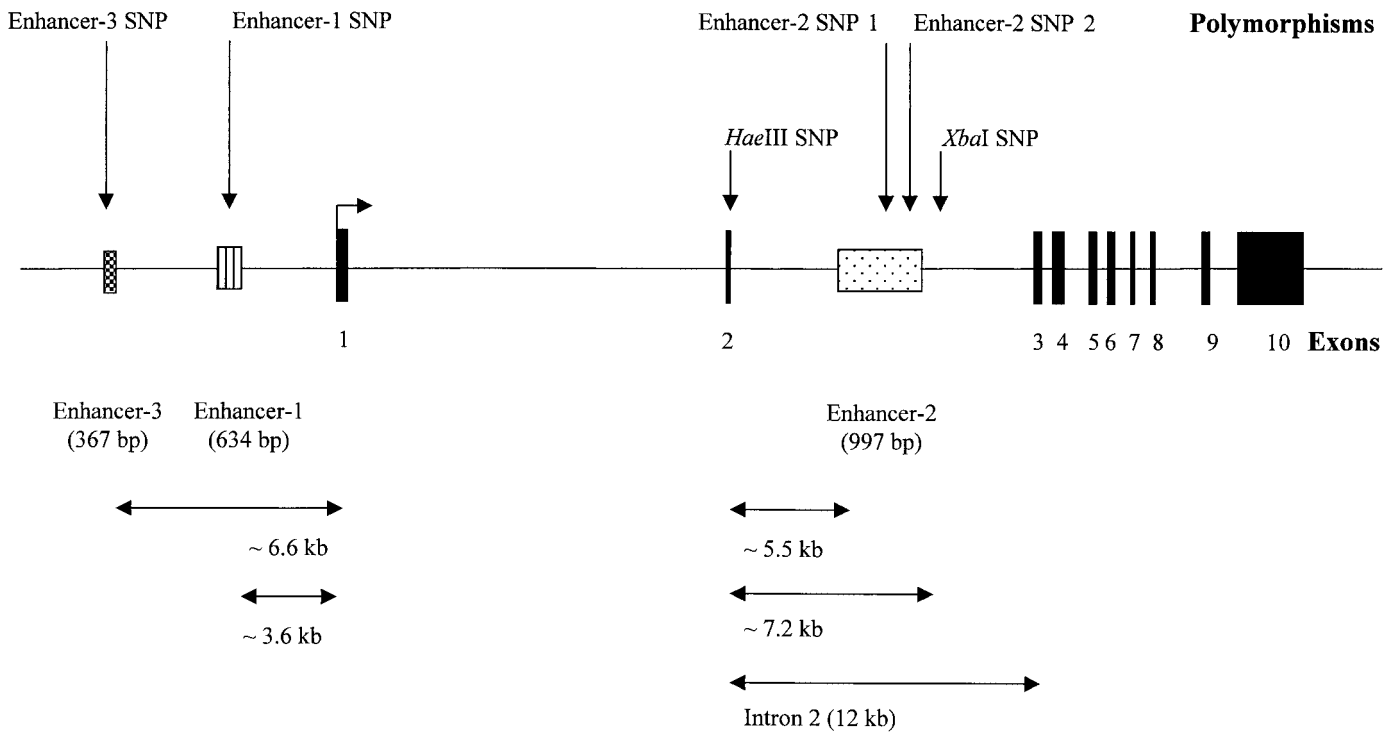 Enhancer-3 SNP
Enhancer-1 SNP
Enhancer-2 SNP 1
Enhancer-2 SNP 2
Polymorphisms
HaeIII SNP
XbaI SNP
1
2
3
4
5
6
7
8
9
10
Exons
Enhancer-3
(367 bp)
Enhancer-1
(634 bp)
Enhancer-2
(997 bp)
~ 6.6 kb
~ 5.5 kb
~ 3.6 kb
~ 7.2 kb
Intron 2 (12 kb)